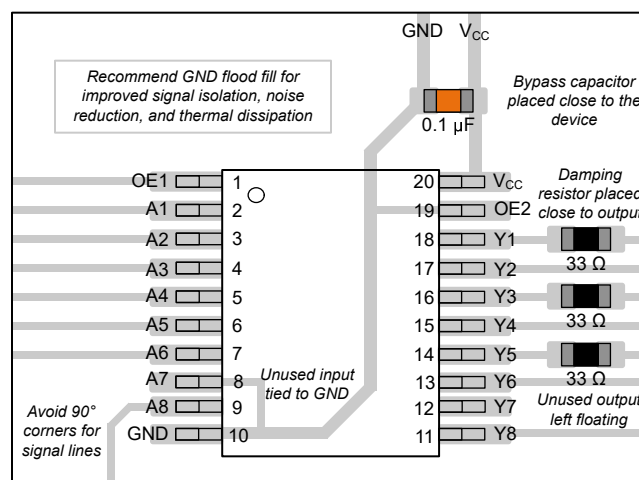 GND VCC
Recommend GND flood fill for
improved signal isolation, noise
reduction, and thermal dissipation
Bypass capacitor
placed close to the
device
0.1 µF
OE1 1 20 VCC
A1 2 19 OE2
A2 3 18 Y1
A3 4 17 Y2
A4 5 16 Y3
A5 6 15 Y4
A6 7 14 Y5
A7 8 13 Y6
A8 9 12 Y7
GND 10 11 Y8
Damping
resistor placed
close to output
33 Ω
33 Ω
33 Ω
Unused input
tied to GND
Unused output
left floating
Avoid 90°
corners for
signal lines